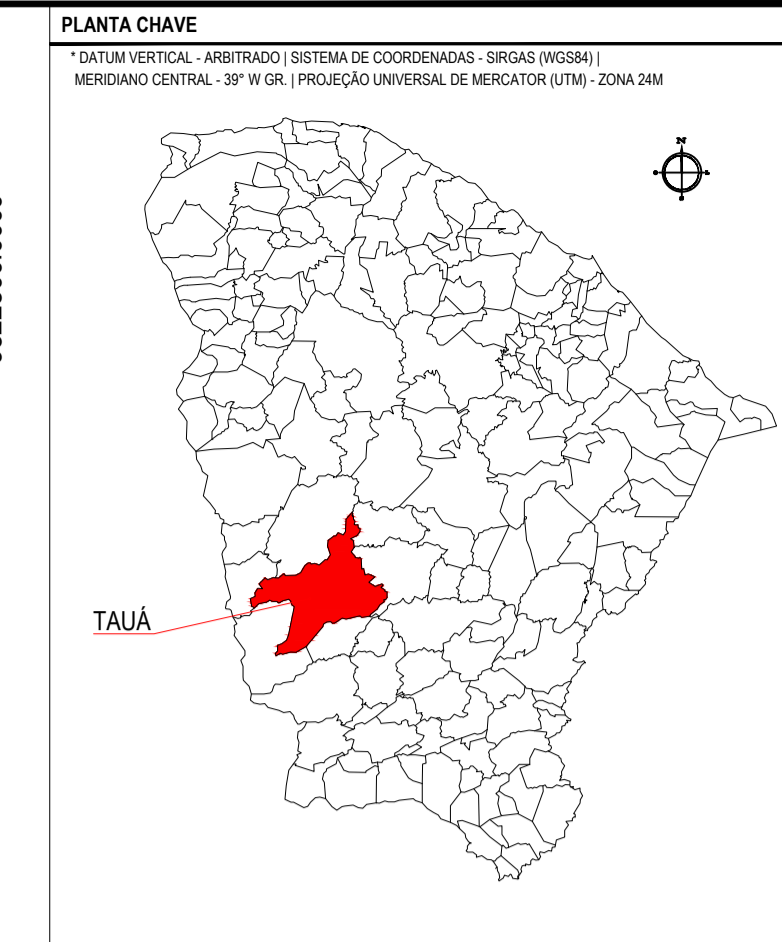 PLANTA CHAVE
* DATUM VERTICAL - ARBITRADO | SISTEMA DE COORDENADAS - SIRGAS (WGS84) |
MERIDIANO CENTRAL - 39° W GR. | PROJEÇÃO UNIVERSAL DE MERCATOR (UTM) - ZONA 24M
N
TAUÁ